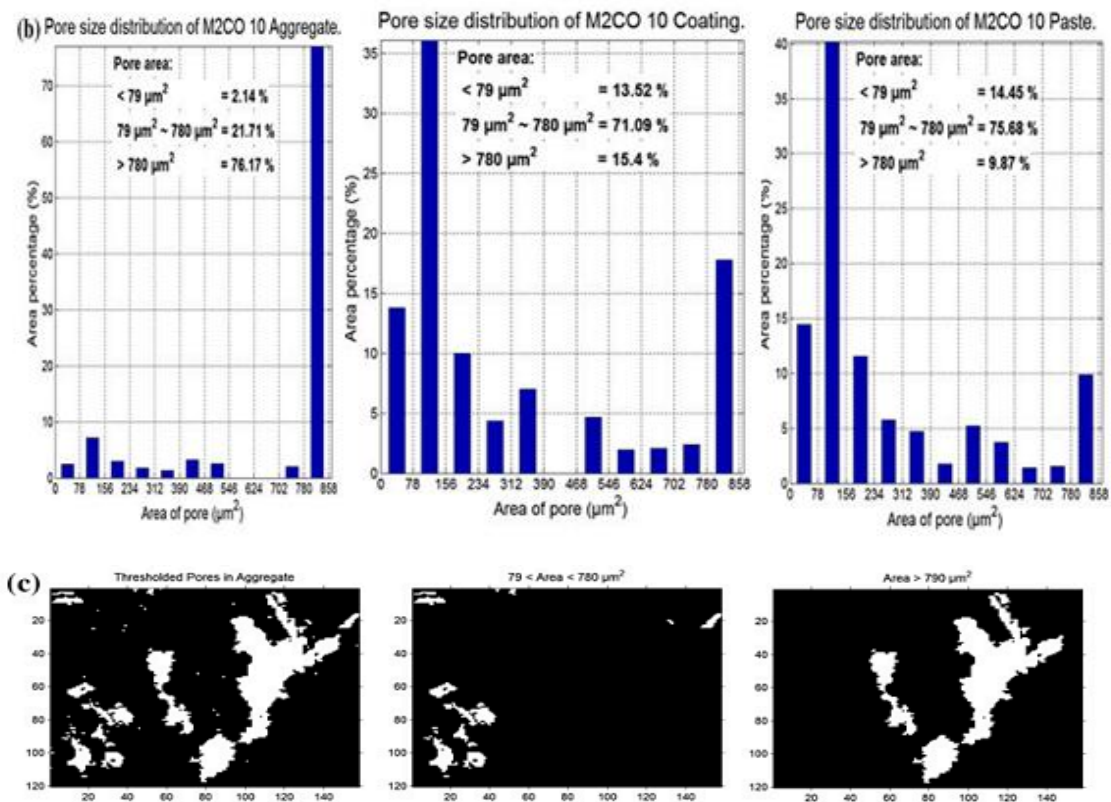 (b)
Pore size distribution of M2CO 10 Aggregate.
Pore area:
< 79 µm² = 2.14 %
79 µm² ~ 780 µm² = 21.71 %
> 780 µm² = 76.17 %
Area percentage (%)
70
60
50
40
30
20
10
0
0 78 156 234 312 390 468 546 624 702 780 858
Area of pore (µm²)
Pore size distribution of M2CO 10 Coating.
Pore area:
< 79 µm² = 13.52 %
79 µm² ~ 780 µm² = 71.09 %
> 780 µm² = 15.4 %
Area percentage (%)
35
30
25
20
15
10
5
0
0 78 156 234 312 390 468 546 624 702 780 858
Area of pore (µm²)
Pore size distribution of M2CO 10 Paste.
Pore area:
< 79 µm² = 14.45 %
79 µm² ~ 780 µm² = 75.68 %
> 780 µm² = 9.87 %
Area percentage (%)
40
35
30
25
20
15
10
5
0
0 78 156 234 312 390 468 546 624 702 780 858
Area of pore (µm²)
(c)
Thresholded Pores in Aggregate
20
40
60
80
100
120
20 40 60 80 100 120 140
79 < Area < 780 µm²
20
40
60
80
100
120
20 40 60 80 100 120 140
Area > 790 µm²
20
40
60
80
100
120
20 40 60 80 100 120 140